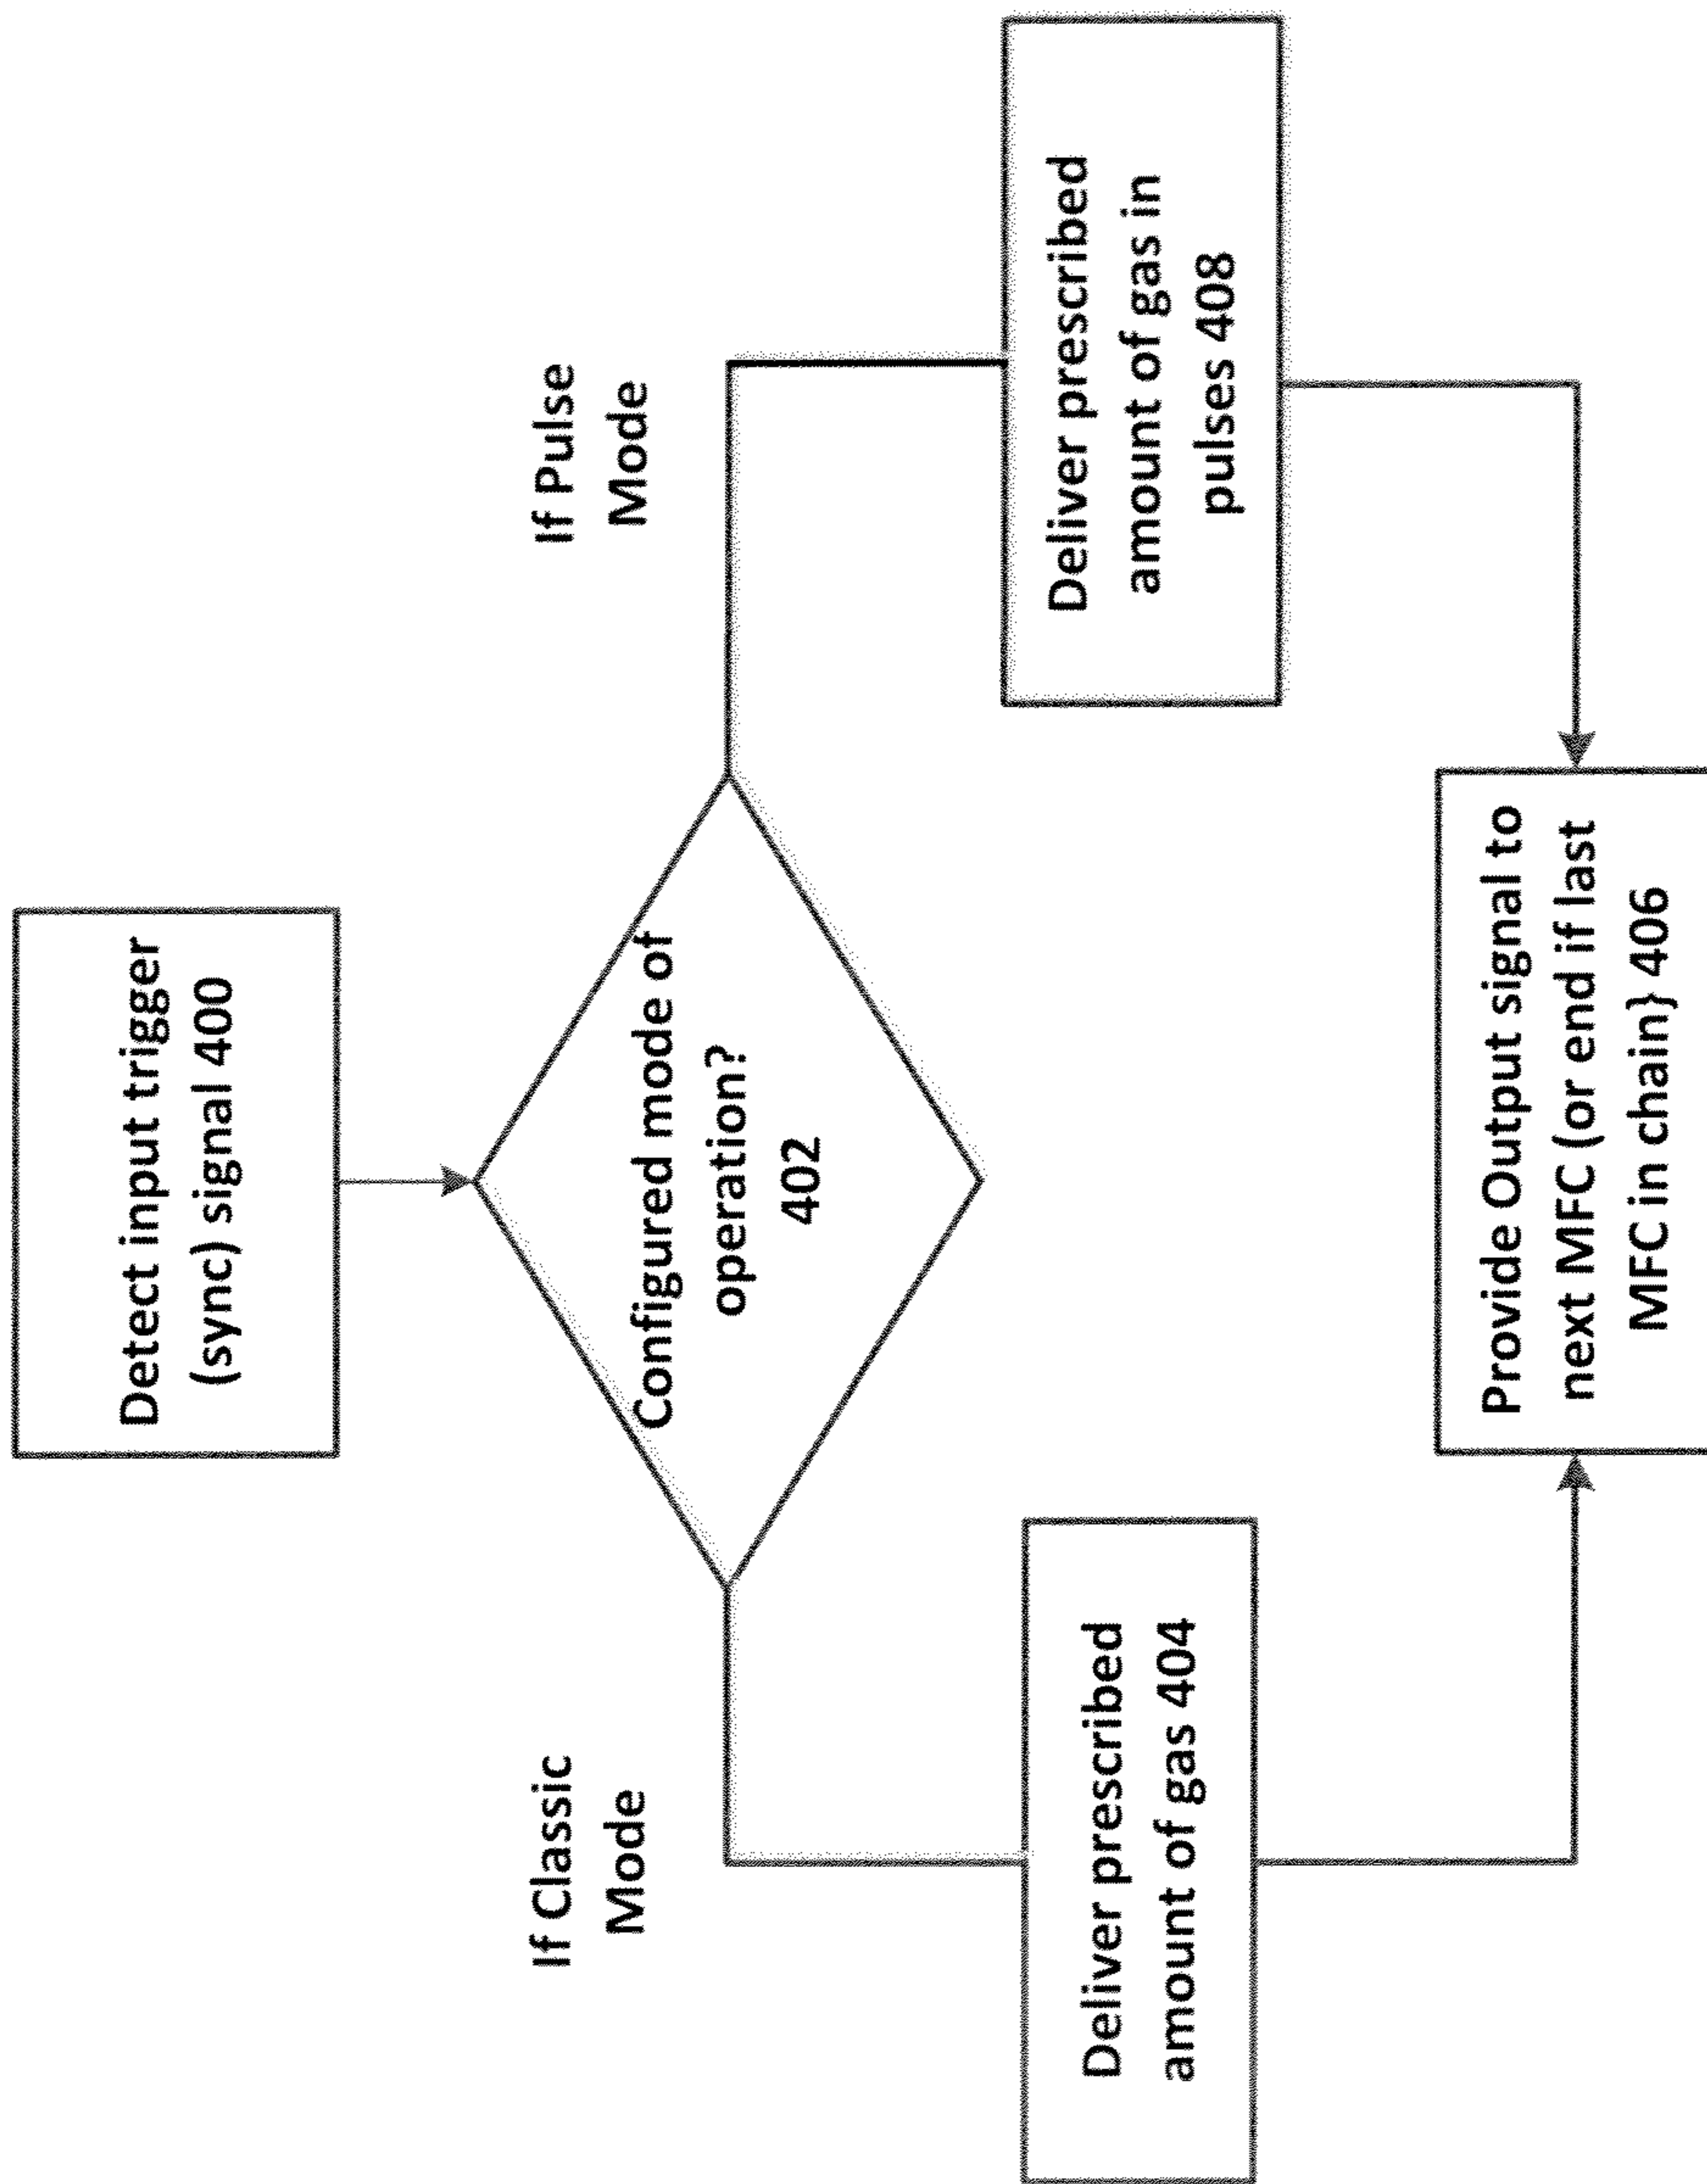 Detect input trigger
(sync) signal 400
Configured mode of
operation?
402
If Classic
Mode
If Pulse
Mode
Deliver prescribed
amount of gas 404
Deliver prescribed
amount of gas in
pulses 408
Provide Output signal to
next MFC (or end if last
MFC in chain} 406